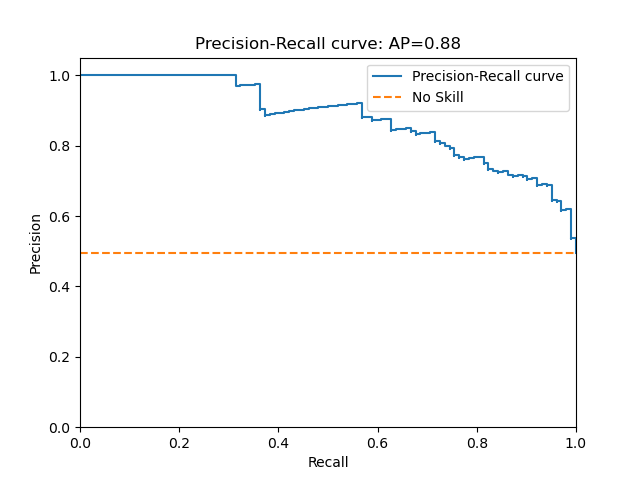 Precision-Recall curve: AP=0.88
Precision-Recall curve
No Skill
1.0
0.8
0.6
0.4
0.2
0.0
Precision
0.0 0.2 0.4 0.6 0.8 1.0
Recall